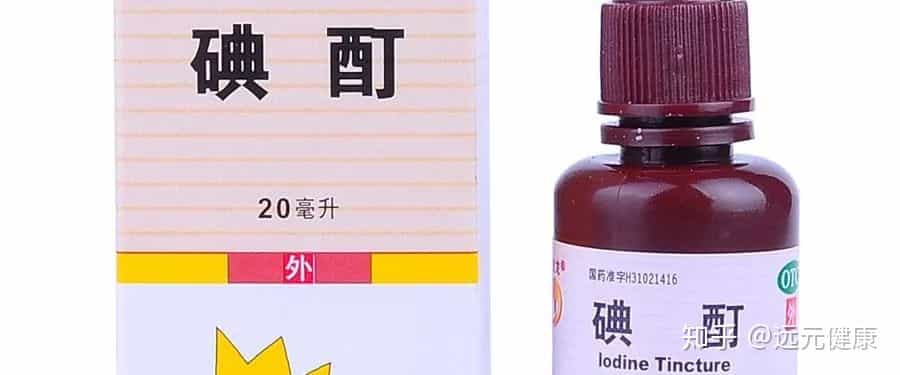 碘酊
20毫升
外
国药准字H31021416
OTC
外
碘酊
Iodine Tincture
知乎 @远元健康